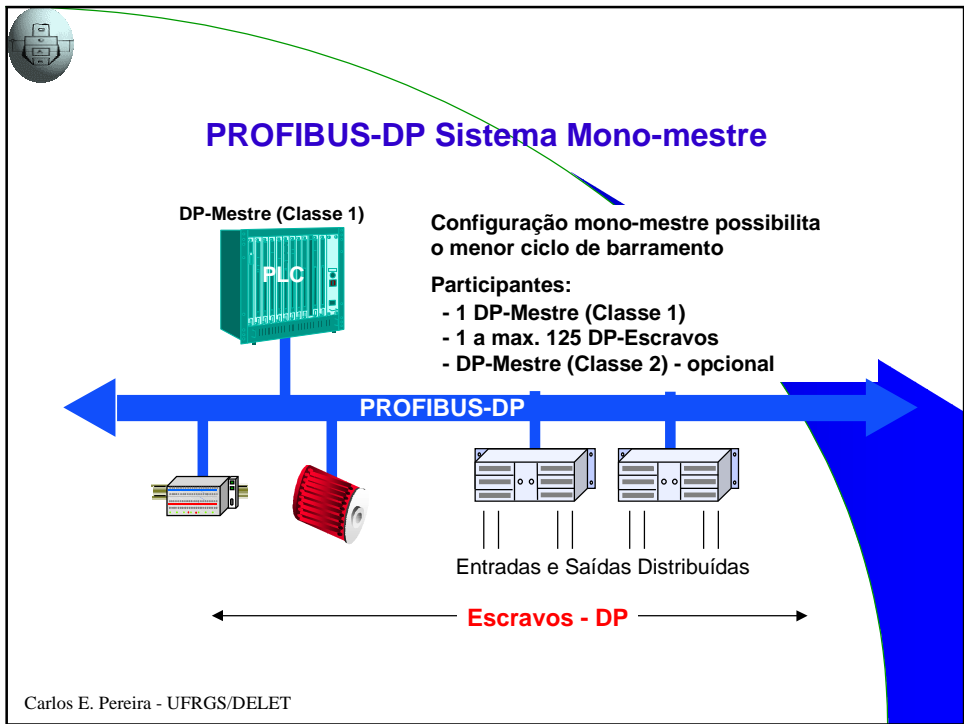 PROFIBUS-DP Sistema Mono-mestre
DP-Mestre (Classe 1)
PLC
Configuração mono-mestre possibilita
o menor ciclo de barramento
Participantes:
- 1 DP-Mestre (Classe 1)
- 1 a max. 125 DP-Escravos
- DP-Mestre (Classe 2) - opcional
PROFIBUS-DP
Entradas e Saídas Distribuídas
Escravos - DP
Carlos E. Pereira - UFRGS/DELET